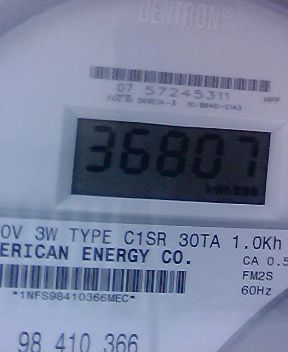 CENTRON
07 57245311
36807
kWh
0V 3W TYPE C1SR 30TA 1.0Kh
ERICAN ENERGY CO.
CA 0.5
FM2S
*1NFS98410366MEC*
60Hz
98 410 366